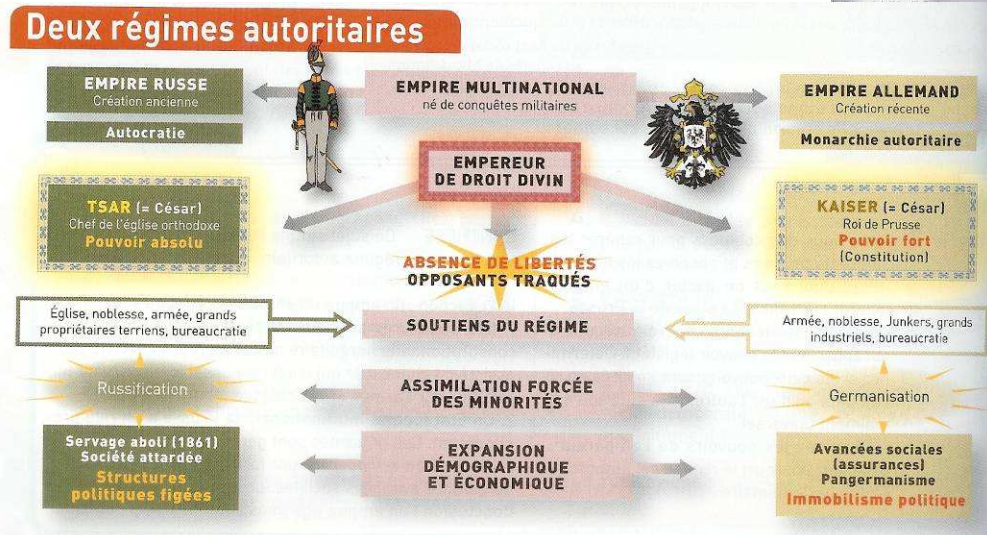 Deux régimes autoritaires
EMPIRE RUSSE
Création ancienne
Autocratie
EMPIRE MULTINATIONAL
né de conquêtes militaires
EMPIRE ALLEMAND
Création récente
Monarchie autoritaire
EMPEREUR
DE DROIT DIVIN
TSAR (= César)
Chef de l'église orthodoxe
Pouvoir absolu
KAISER (= César)
Roi de Prusse
Pouvoir fort
(Constitution)
ABSENCE DE LIBERTÉS
OPPOSANTS TRAQUÉS
Église, noblesse, armée, grands
propriétaires terriens, bureaucratie
SOUTIENS DU RÉGIME
Armée, noblesse, Junkers, grands
industriels, bureaucratie
Russification
ASSIMILATION FORCÉE
DES MINORITÉS
Germanisation
Servage aboli (1861)
Société attardée
Structures
politiques figées
EXPANSION
DÉMOGRAPHIQUE
ET ÉCONOMIQUE
Avancées sociales
(assurances)
Pangermanisme
Immobilisme politique